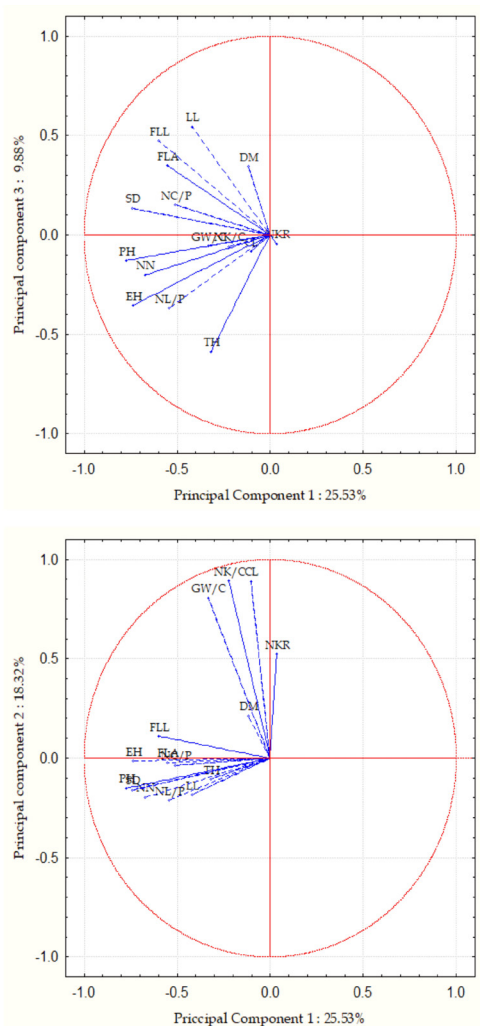 1.0
LL
FLL
FLA
DM
0.5
SD
NC/P
0.0
GW/C
NK/C
CL
NKR
PH
NN
EH
NL/P
-0.5
TH
-1.0
Principal component 3 : 9.88%
-1.0 -0.5 0.0 0.5 1.0
Principal Component 1 : 25.53%
1.0
NK/C CL
GW/C
0.5
NKR
DM
FLL
EH
FLA
NC/P
0.0
TH
PH
SD
NN
NL/P
LL
-0.5
-1.0
Principal component 2 : 18.32%
-1.0 -0.5 0.0 0.5 1.0
Priccipal Component 1 : 25.53%